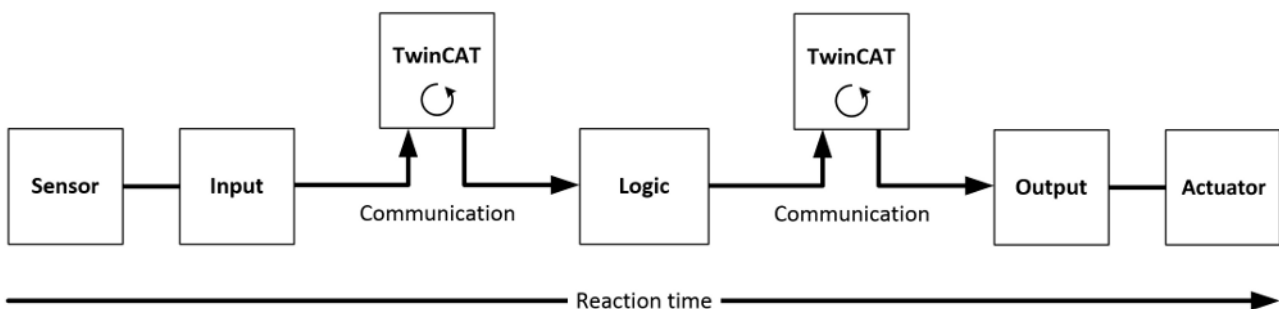 TwinCAT
TwinCAT
Sensor
Input
Communication
Logic
Communication
Output
Actuator
Reaction time